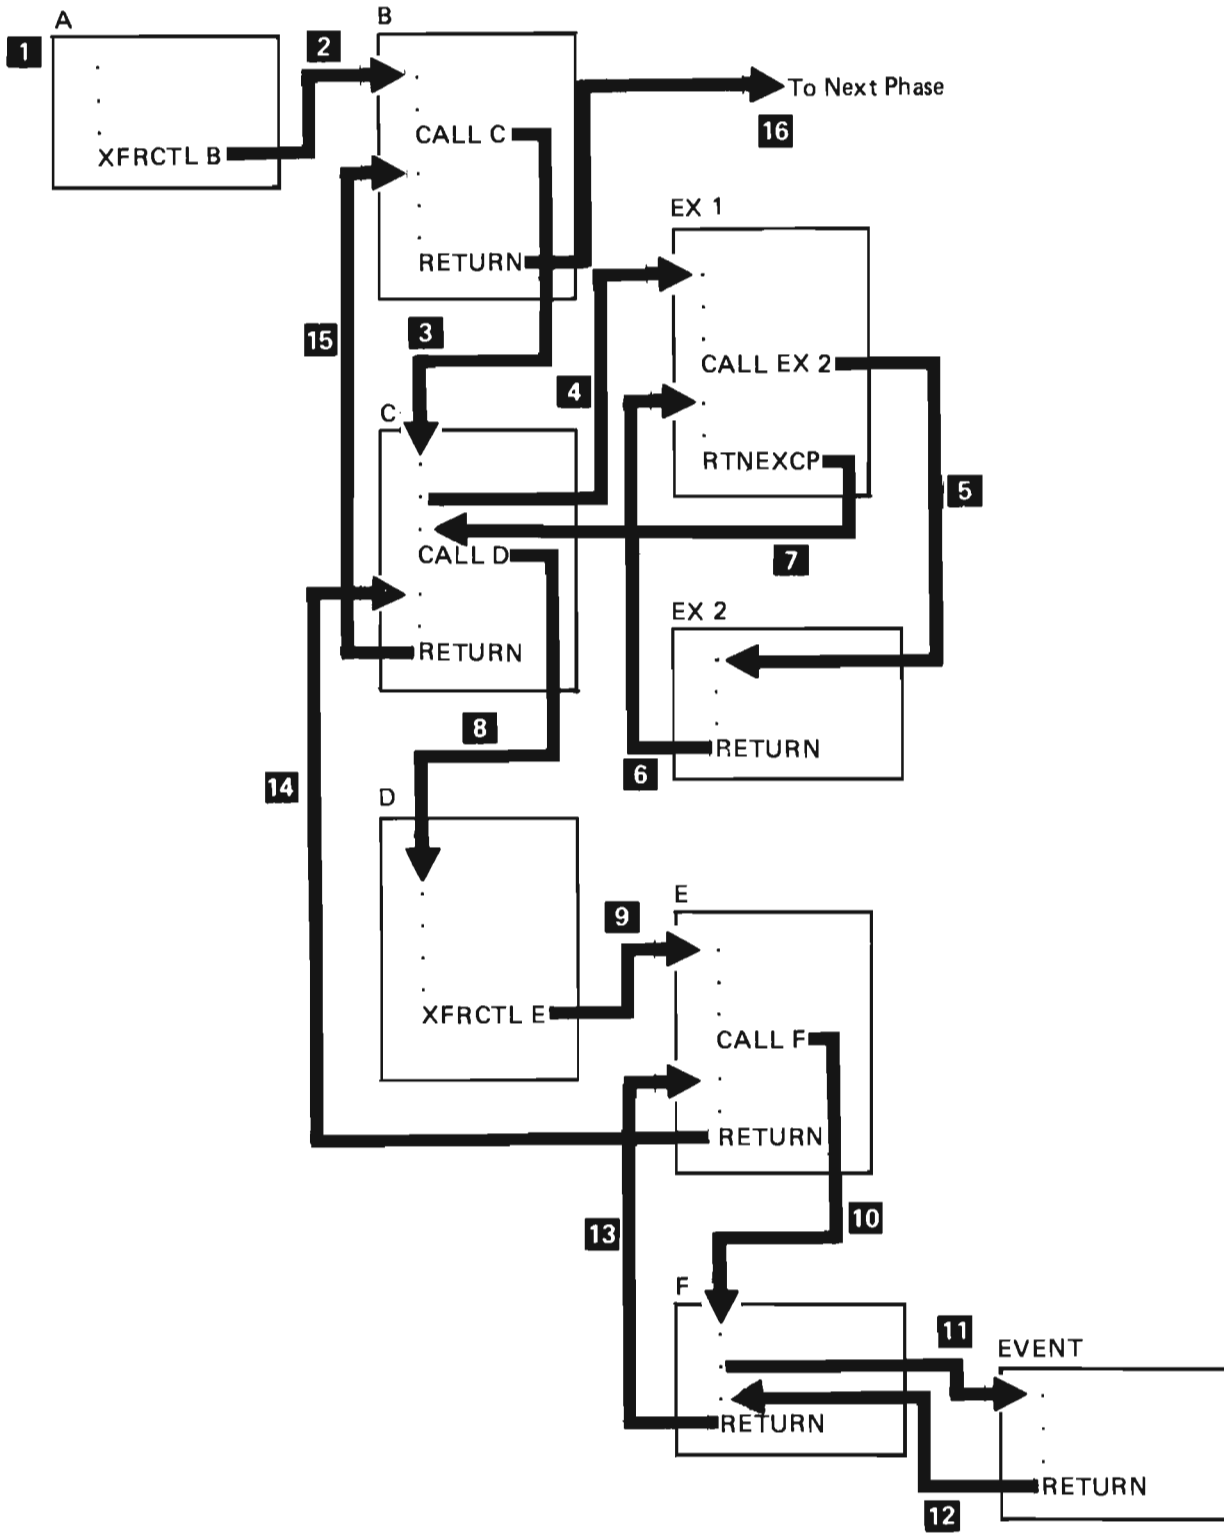 A
1
XFRCTL B
2
B
CALL C
RETURN
To Next Phase
16
EX 1
CALL EX 2
RTNEXCP
15
3
4
5
C
CALL D
RETURN
7
EX 2
RETURN
6
8
14
D
XFRCTL E
9
E
CALL F
RETURN
13
10
F
RETURN
11
EVENT
RETURN
12